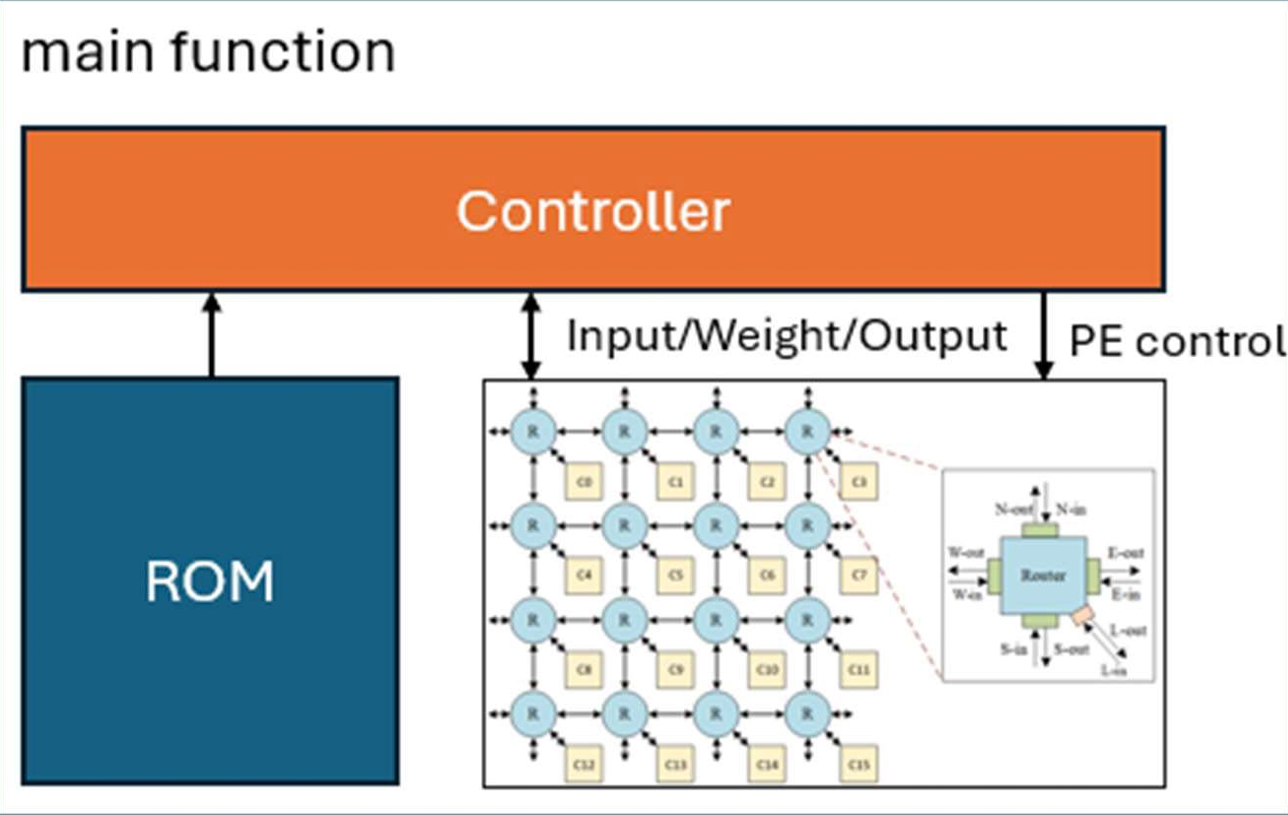 main function
Controller
Input/Weight/Output
PE control
ROM
R R R R
C0 C1 C2 C3
R R R R
C4 C5 C6 C7
R R R R
C8 C9 C10 C11
R R R R
C12 C13 C14 C15
N-out N-in
W-out E-out
Router
W-in E-in
L-out
S-in S-out
L-in